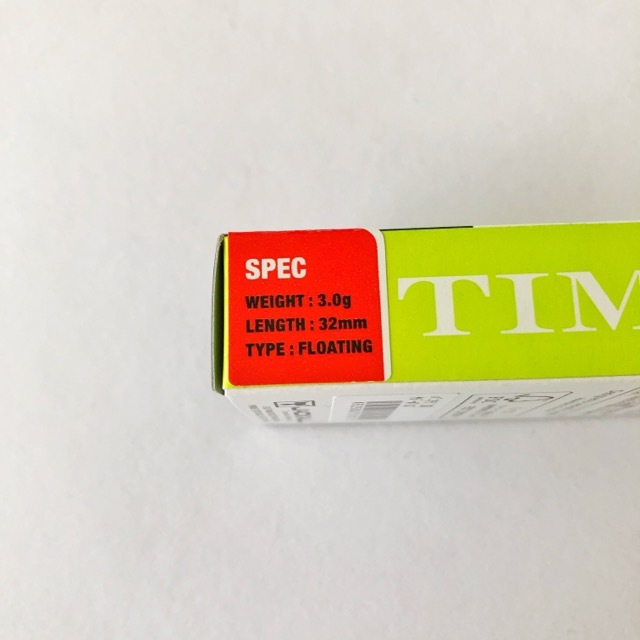 SPEC
WEIGHT : 3.0g
LENGTH : 32mm
TYPE : FLOATING
TIM